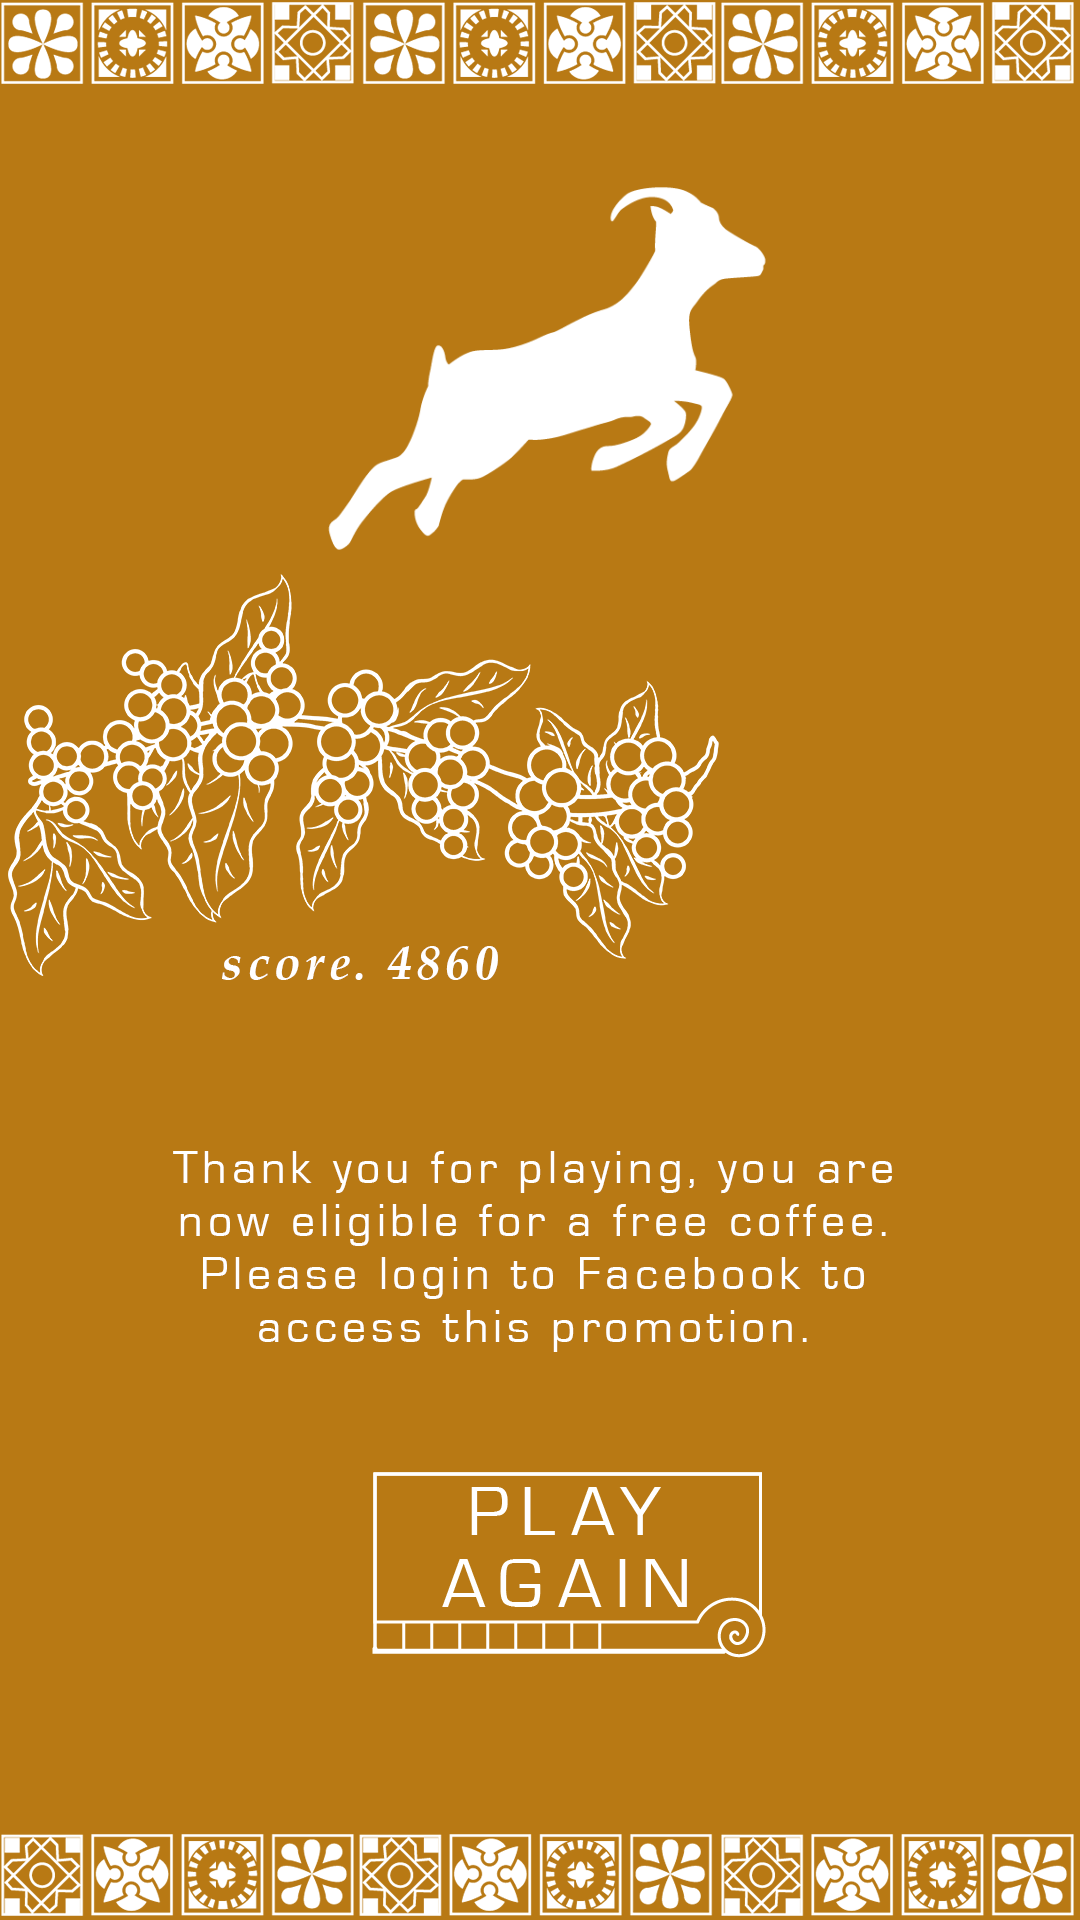 score. 4860
Thank you for playing, you are
now eligible for a free coffee.
Please login to Facebook to
access this promotion.
PLAY
AGAIN